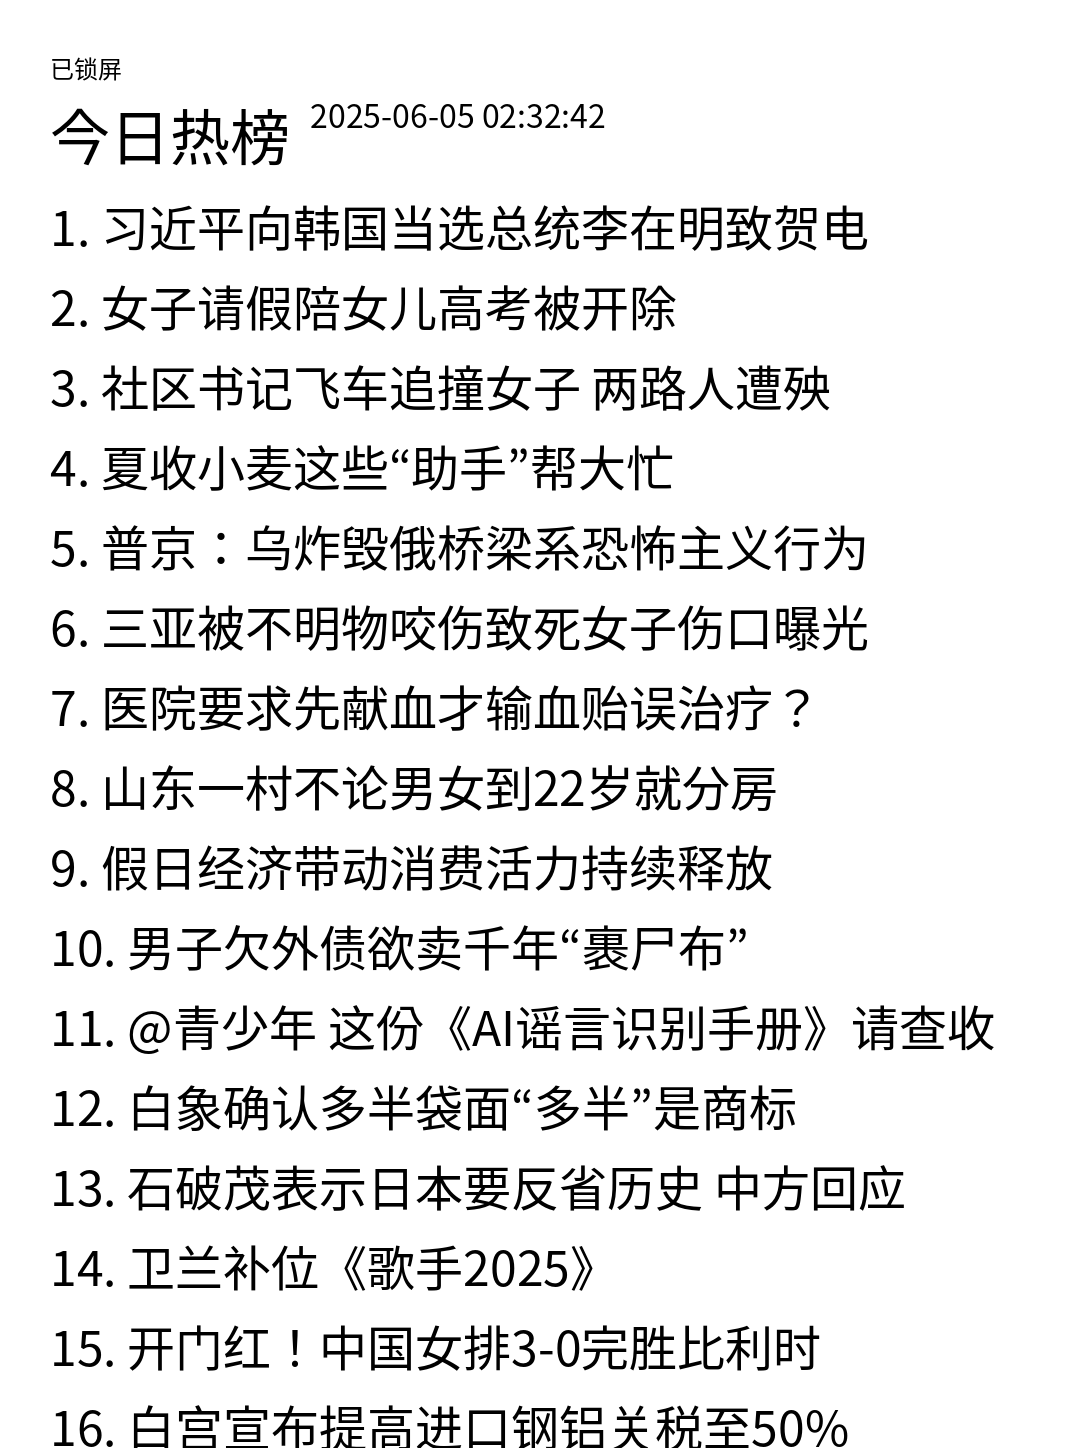 已锁屏
今日热榜 2025-06-05 02:32:42
1. 习近平向韩国当选总统李在明致贺电
2. 女子请假陪女儿高考被开除
3. 社区书记飞车追撞女子 两路人遭殃
4. 夏收小麦这些“助手”帮大忙
5. 普京：乌炸毁俄桥梁系恐怖主义行为
6. 三亚被不明物咬伤致死女子伤口曝光
7. 医院要求先献血才输血贻误治疗？
8. 山东一村不论男女到22岁就分房
9. 假日经济带动消费活力持续释放
10. 男子欠外债欲卖千年“裹尸布”
11. @青少年 这份《AI谣言识别手册》请查收
12. 白象确认多半袋面“多半”是商标
13. 石破茂表示日本要反省历史 中方回应
14. 卫兰补位《歌手2025》
15. 开门红！中国女排3-0完胜比利时
16. 白宫宣布提高进口钢铝关税至50%